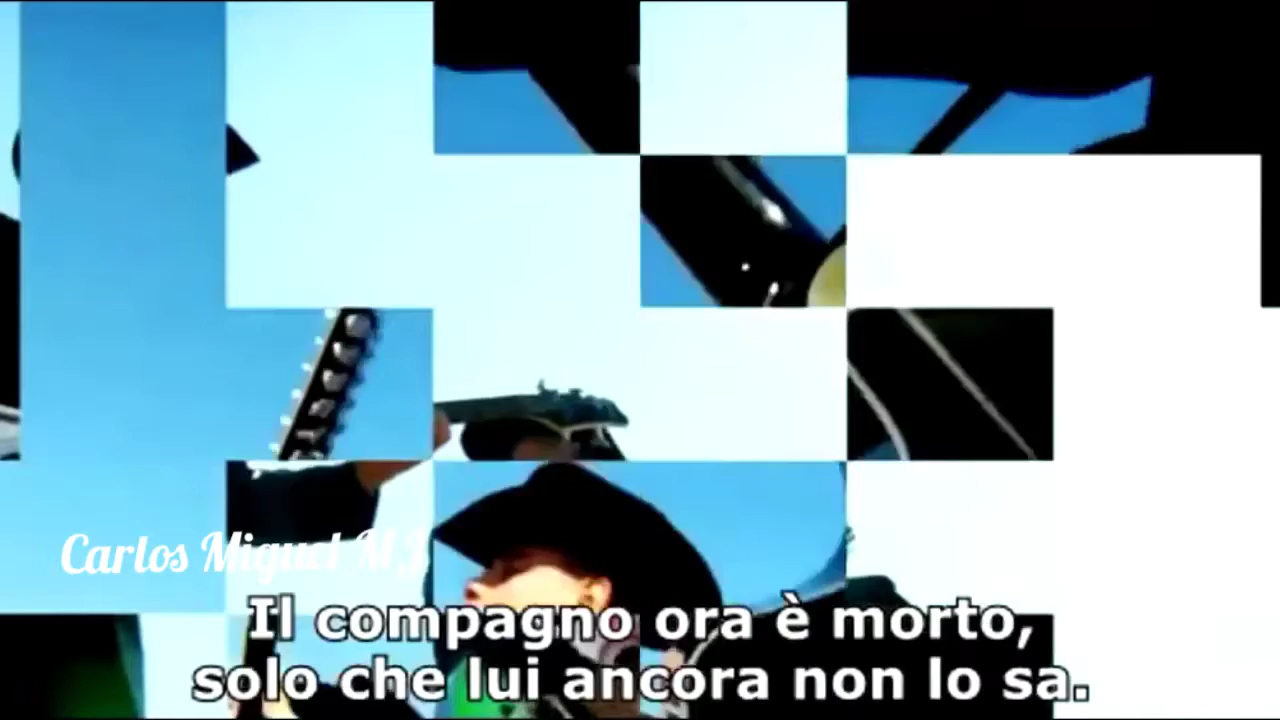 Carlos Miguel M.J
Il compagno ora è morto,
solo che lui ancora non lo sa.